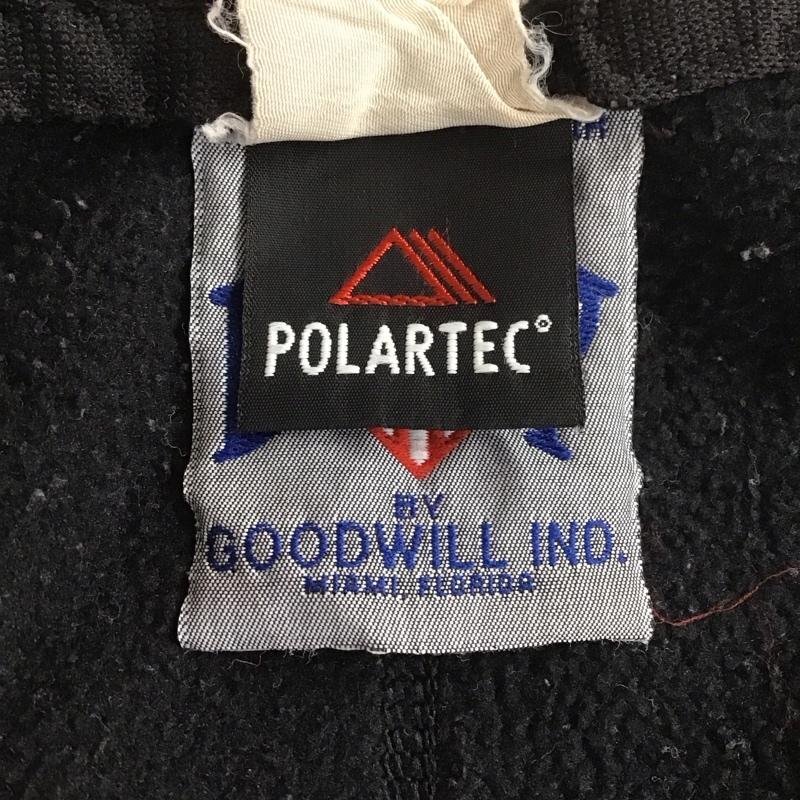 POLARTEC®
BY
GOODWILL IND.
MIAMI, FLORIDA